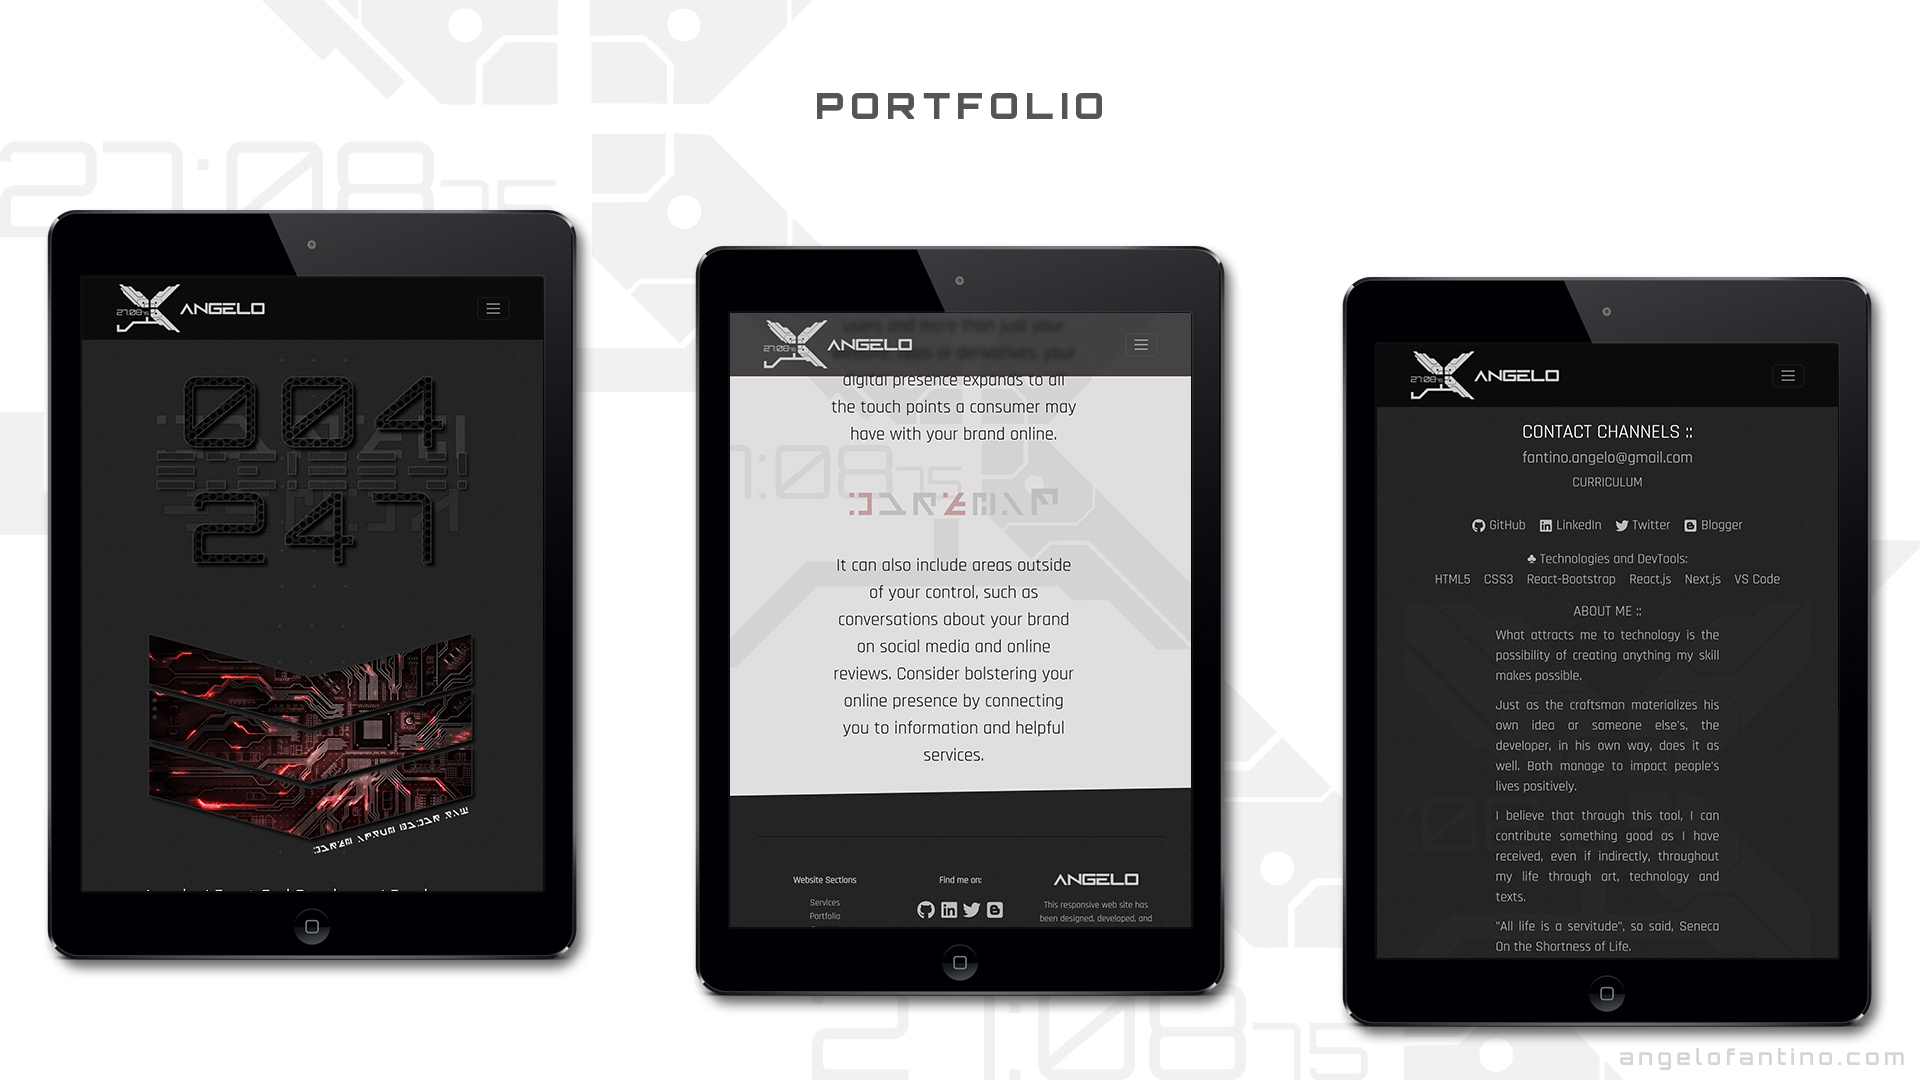 PORTFOLIO
27:0875
27:0875
ANGELO
004
247
27:0875
ANGELO
users and more than just your
or derivatives, your
digital presence expands to all
the touch points a consumer may
have with your brand online.
It can also include areas outside
of your control, such as
conversations about your brand
on social media and online
reviews. Consider bolstering your
online presence by connecting
you to information and helpful
services.
Website Sections
Services
Portfolio
Find me on:
ANGELO
This responsive web site has
been designed, developed, and
27:0875
ANGELO
CONTACT CHANNELS ::
fantino.angelo@gmail.com
CURRICULUM
GitHub LinkedIn Twitter Blogger
♣ Technologies and DevTools:
HTML5 CSS3 React-Bootstrap React.js Next.js VS Code
ABOUT ME ::
What attracts me to technology is the
possibility of creating anything my skill
makes possible.
Just as the craftsman materializes his
own idea or someone else's, the
developer, in his own way, does it as
well. Both manage to impact people's
lives positively.
I believe that through this tool, I can
contribute something good as I have
received, even if indirectly, throughout
my life through art, technology and
texts.
"All life is a servitude", so said, Seneca
On the Shortness of Life.
27:0875
angelofantino.com